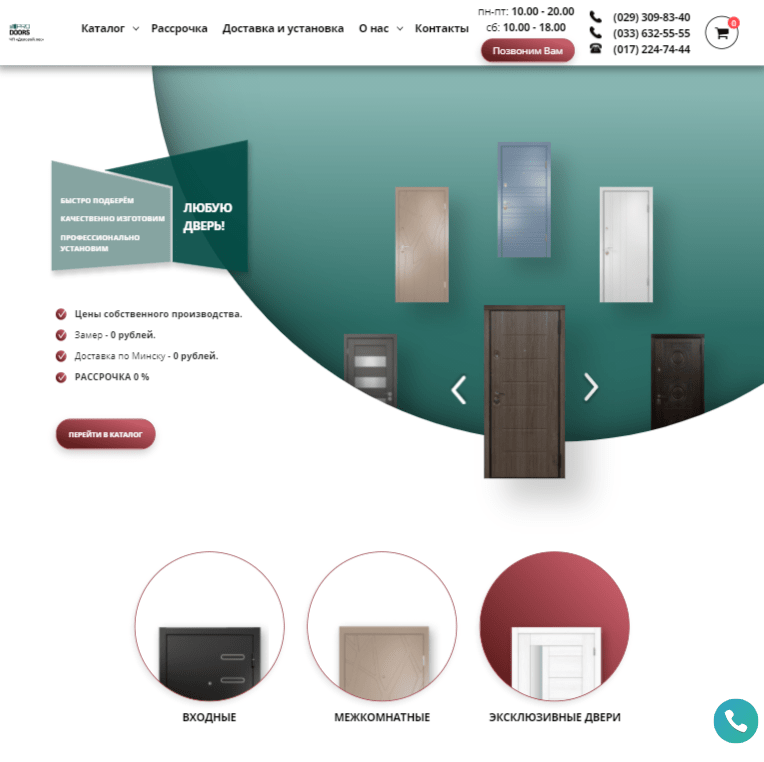 PRO
DOORS
Каталог
Рассрочка
Доставка и установка
О нас
Контакты
пн-пт: 10.00 - 20.00
сб: 10.00 - 18.00
Позвоним Вам
(029) 309-83-40
(033) 632-55-55
(017) 224-74-44
0
БЫСТРО ПОДБЕРЁМ
КАЧЕСТВЕННО ИЗГОТОВИМ
ПРОФЕССИОНАЛЬНО
УСТАНОВИМ
ЛЮБУЮ
ДВЕРЬ!
Цены собственного производства.
Замер - 0 рублей.
Доставка по Минску - 0 рублей.
РАССРОЧКА 0 %
ПЕРЕЙТИ В КАТАЛОГ
ВХОДНЫЕ
МЕЖКОМНАТНЫЕ
ЭКСКЛЮЗИВНЫЕ ДВЕРИ